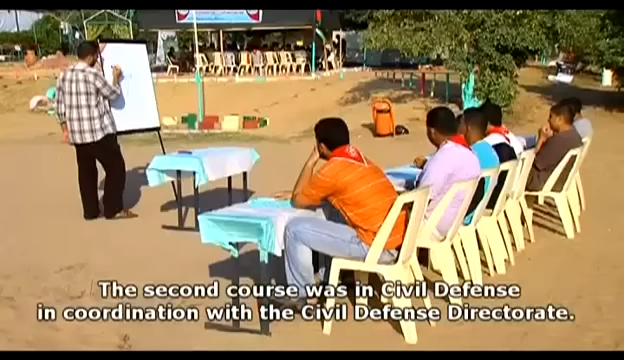 The second course was in Civil Defense
in coordination with the Civil Defense Directorate.